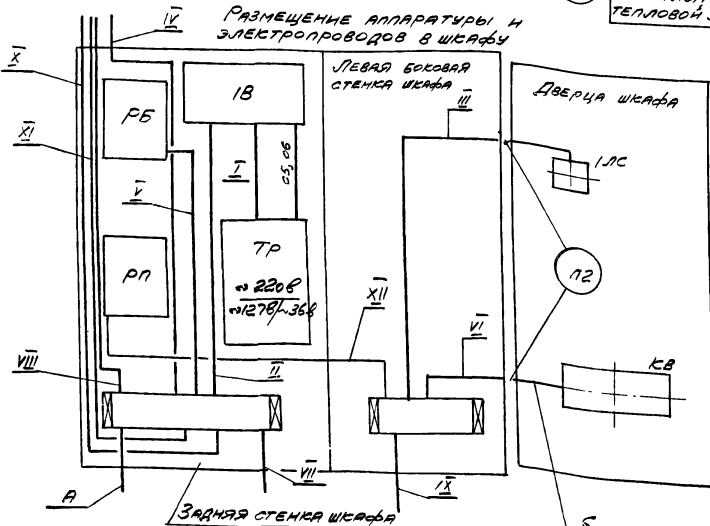 РАЗМЕЩЕНИЕ АППАРАТУРЫ И
ЭЛЕКТРОПРОВОДОВ В ШКАФУ
ТЕПЛОВОЙ
IV
X
XI
РБ
1В
I
05, 06
V
РП
ТР
~220В
~127В/~36В
VIII
II
А
VII
ЗАДНЯЯ СТЕНКА ШКАФА
ЛЕВАЯ БОКОВАЯ
СТЕНКА ШКАФА
III
XII
VI
IX
ДВЕРЦА ШКАФА
1ЛС
П2
КВ